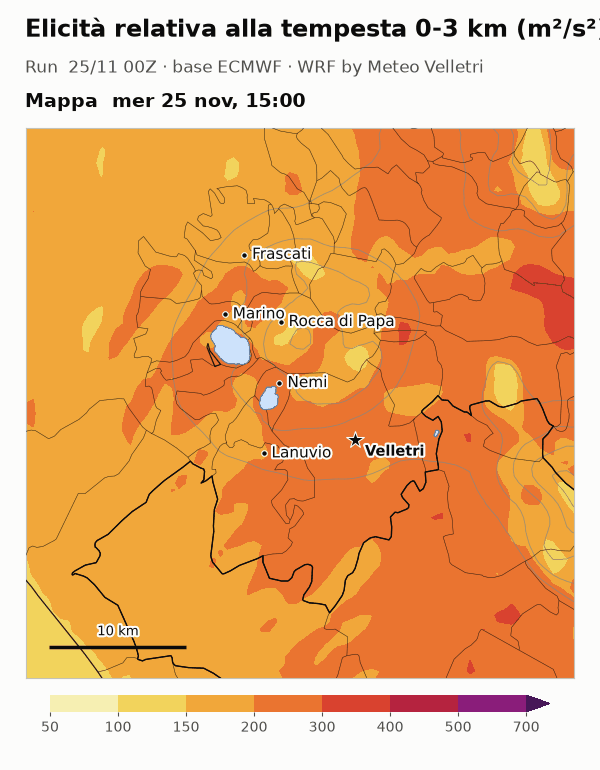 Elicità relativa alla tempesta 0-3 km (m²/s²)
Run 25/11 00Z · base ECMWF · WRF by Meteo Velletri
Mappa mer 25 nov, 15:00
Frascati
Marino
Rocca di Papa
Nemi
Velletri
Lanuvio
10 km
50 100 150 200 300 400 500 700